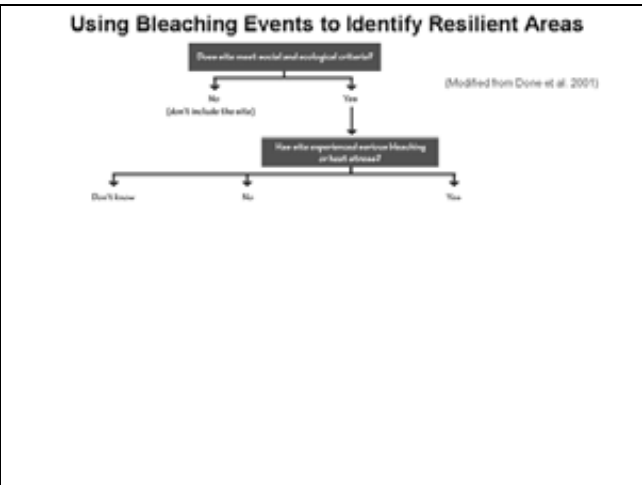 Using Bleaching Events to Identify Resilient Areas
Does site meet social and ecological criteria?
(Modified from Done et al. 2001)
No
Yes
(don't include the site)
Has site experienced serious bleaching
or heat stress?
Don't know
No
Yes